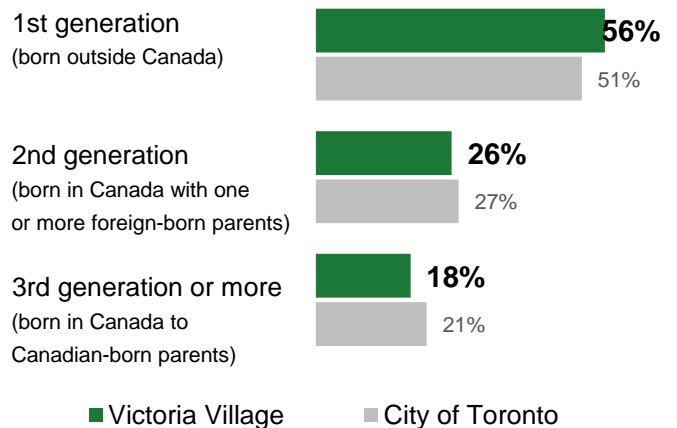 1st generation
(born outside Canada)
56%
51%
2nd generation
(born in Canada with one
or more foreign-born parents)
26%
27%
3rd generation or more
(born in Canada to
Canadian-born parents)
18%
21%
Victoria Village
City of Toronto